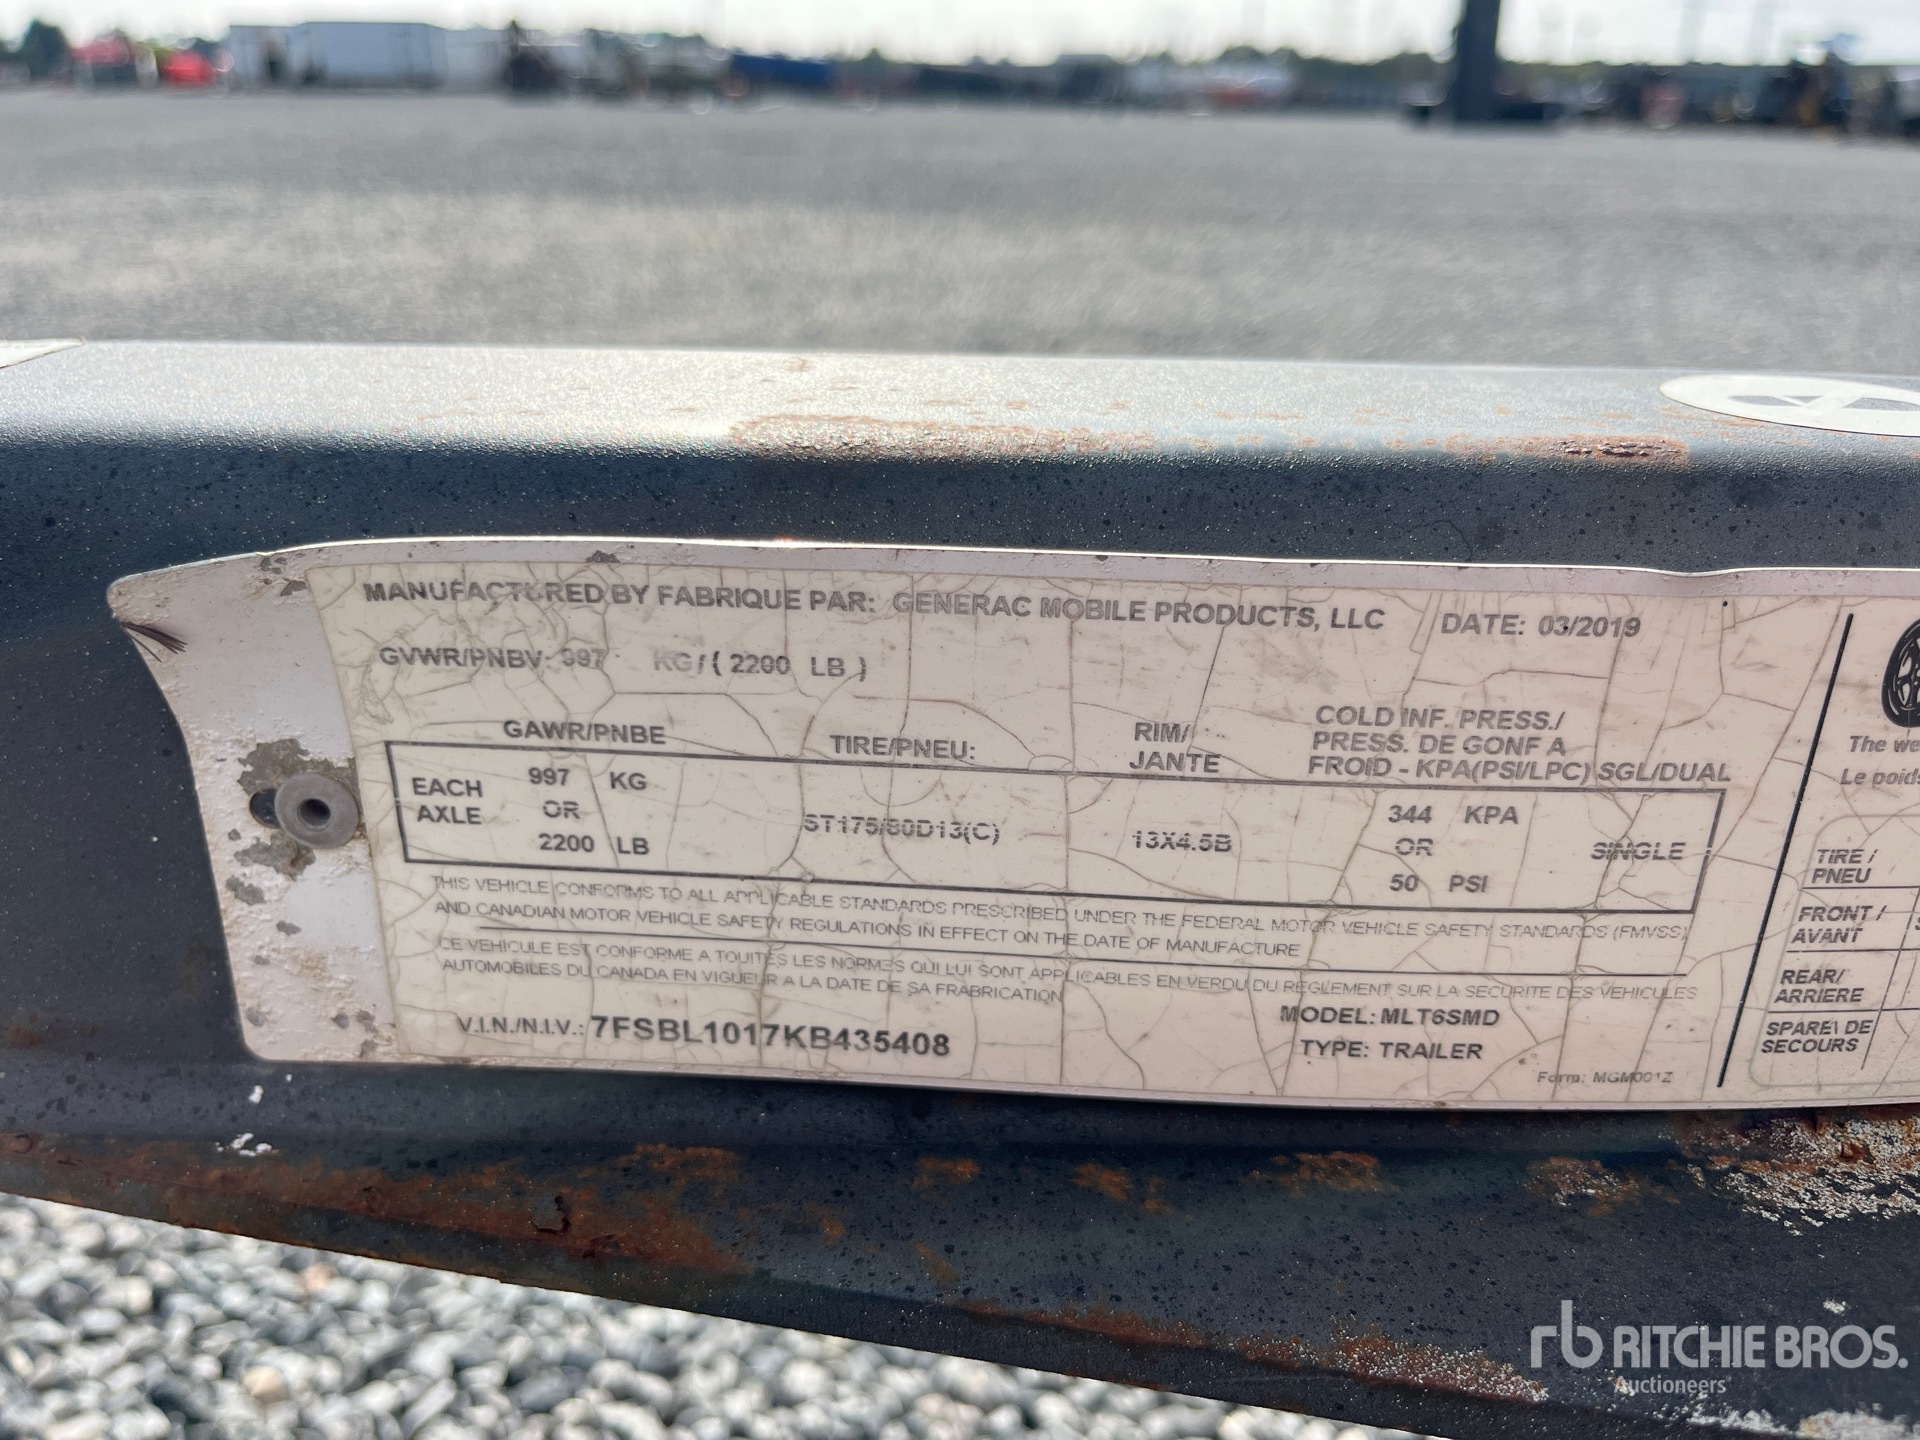 MANUFACTURED BY FABRIQUE PAR: GENERAC MOBILE PRODUCTS, LLC DATE: 03/2019
GVWR/PNBV: 997 KG / ( 2200 LB )
GAWR/PNBE TIRE/PNEU: RIM/ JANTE
COLD INF. PRESS./
PRESS. DE GONF A
FROID - KPA(PSI/LPC) SGL/DUAL
EACH AXLE 997 KG OR 2200 LB ST175/80D13(C) 13X4.5B 344 KPA OR 50 PSI SINGLE
THIS VEHICLE CONFORMS TO ALL APPLICABLE STANDARDS PRESCRIBED UNDER THE FEDERAL MOTOR VEHICLE SAFETY STANDARDS (FMVSS)
AND CANADIAN MOTOR VEHICLE SAFETY REGULATIONS IN EFFECT ON THE DATE OF MANUFACTURE
CE VEHICULE EST CONFORME A TOUITES LES NORMES QUI LUI SONT APPLICABLES EN VERDU DU REGLEMENT SUR LA SECURITE DES VEHICULES
AUTOMOBILES DU CANADA EN VIGUEUR A LA DATE DE SA FRABRICATION
V.I.N./N.I.V.: 7FSBL1017KB435408
MODEL: MLT6SMD
TYPE: TRAILER
Form: MGM001Z
The we
Le poids
TIRE /
PNEU
FRONT /
AVANT
REAR/
ARRIERE
SPARE\ DE
SECOURS
rb RITCHIE BROS.
Auctioneers